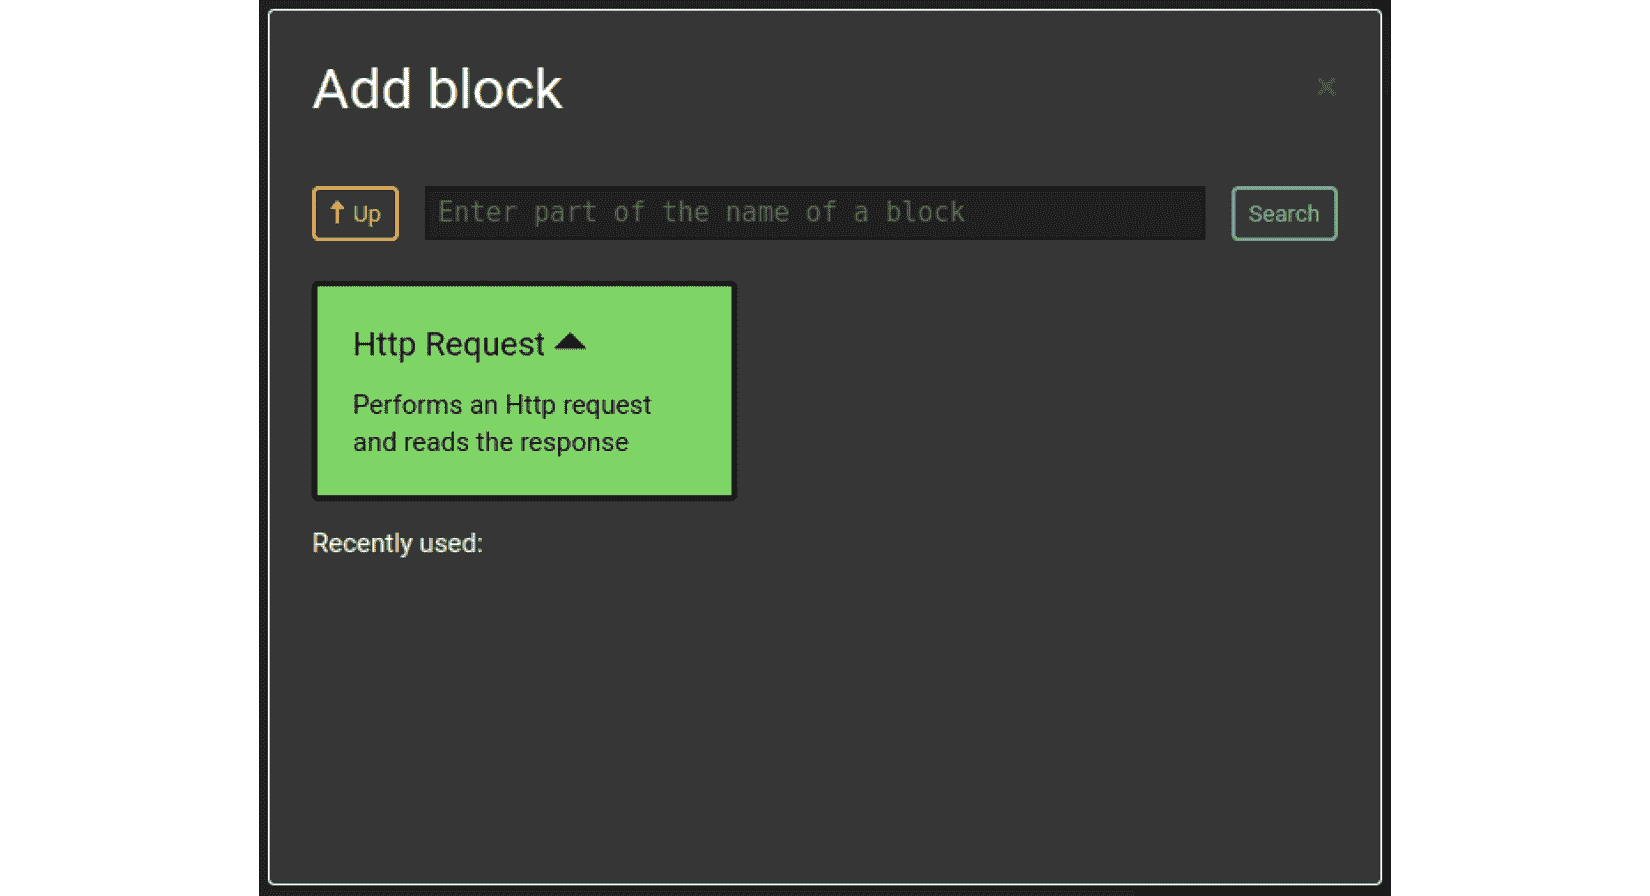 Add block
Up
Enter part of the name of a block
Search
Http Request
Performs an Http request
and reads the response
Recently used: